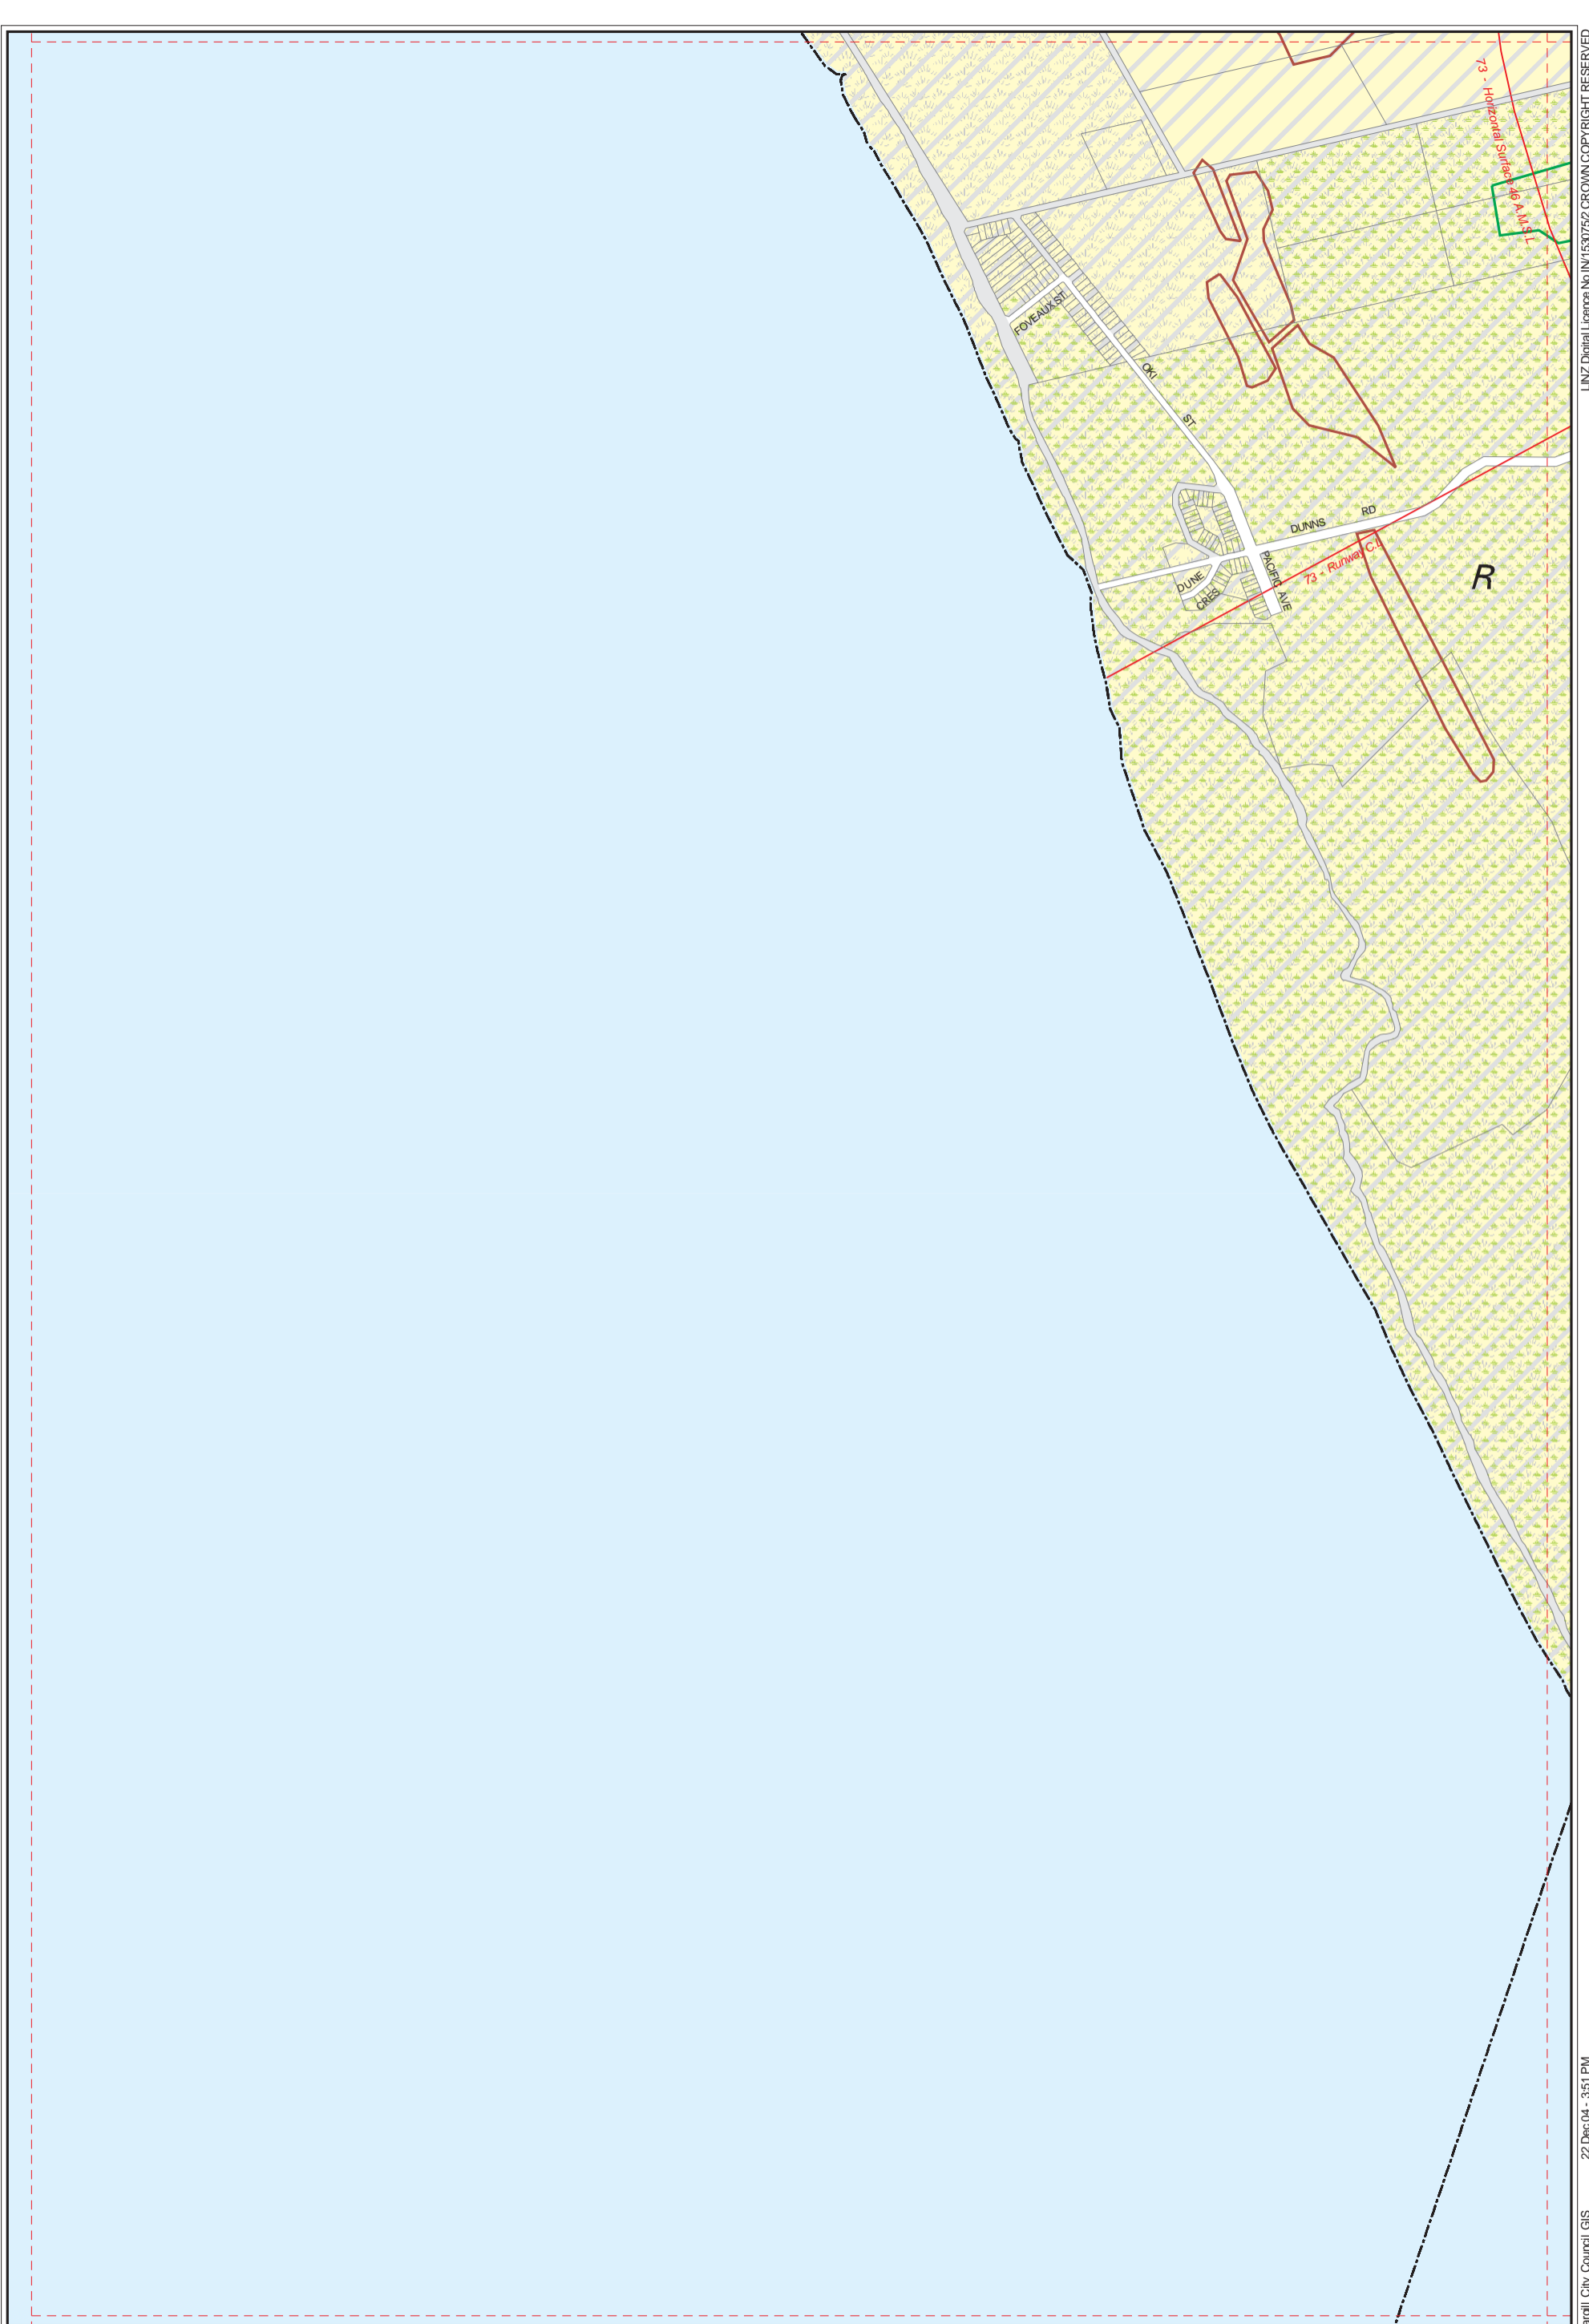 73 - Horizontal Surface 46 A.M.S.L
FOVEAUX ST
OKI
ST
DUNNS
RD
73 - Runway C.L
PACIFIC AVE
DUNE
CRES
R
LINZ Digital Licence No IN/153075/2 CROWN COPYRIGHT RESERVED
22 Dec 04 - 3:51 PM
City Council GIS